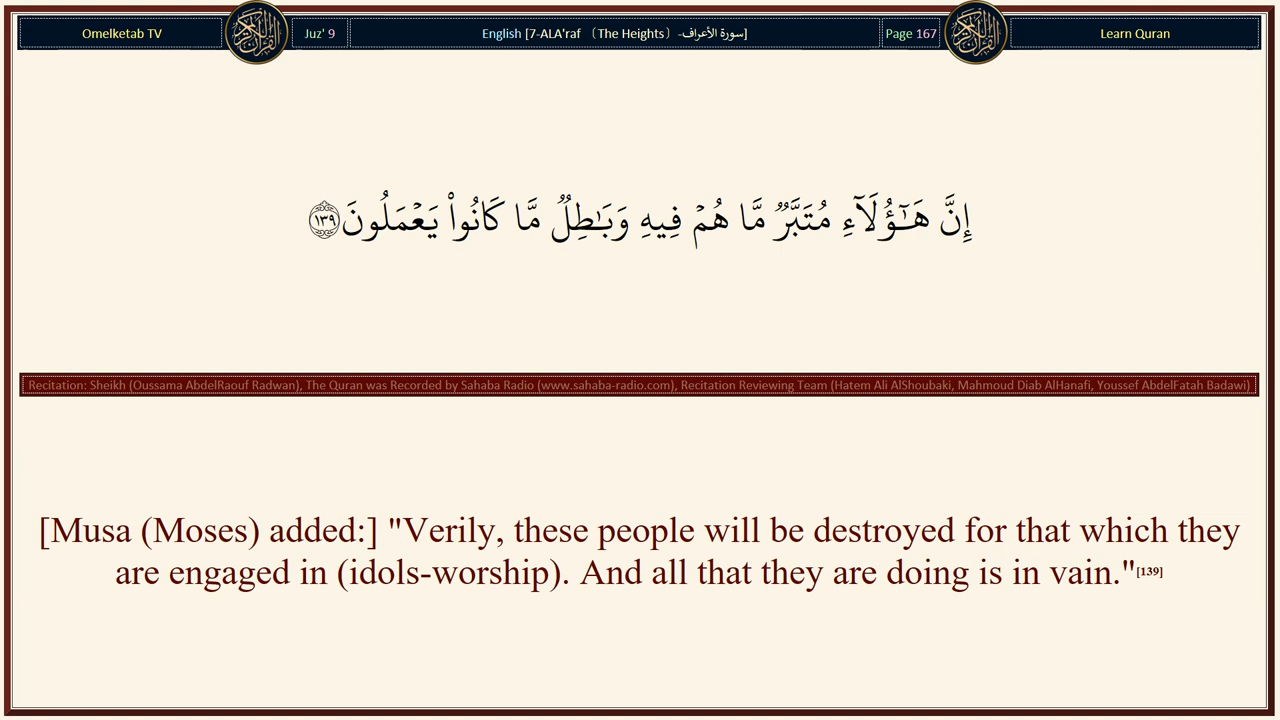 Omelketab TV
Juz' 9
English [7-ALA'raf （The Heights）-سورة الأعراف]
Page 167
Learn Quran
إِنَّ هَـٰٓؤُلَآءِ مُتَبَّرٌۭ مَّا هُمْ فِيهِ وَبَـٰطِلٌۭ مَّا كَانُوا۟ يَعْمَلُونَ ١٣٩
Recitation: Sheikh (Oussama AbdelRaouf Radwan), The Quran was Recorded by Sahaba Radio (www.sahaba-radio.com), Recitation Reviewing Team (Hatem Ali AlShoubaki, Mahmoud Diab AlHanafi, Youssef AbdelFatah Badawi)
[Musa (Moses) added:] "Verily, these people will be destroyed for that which they
are engaged in (idols-worship). And all that they are doing is in vain."[139]